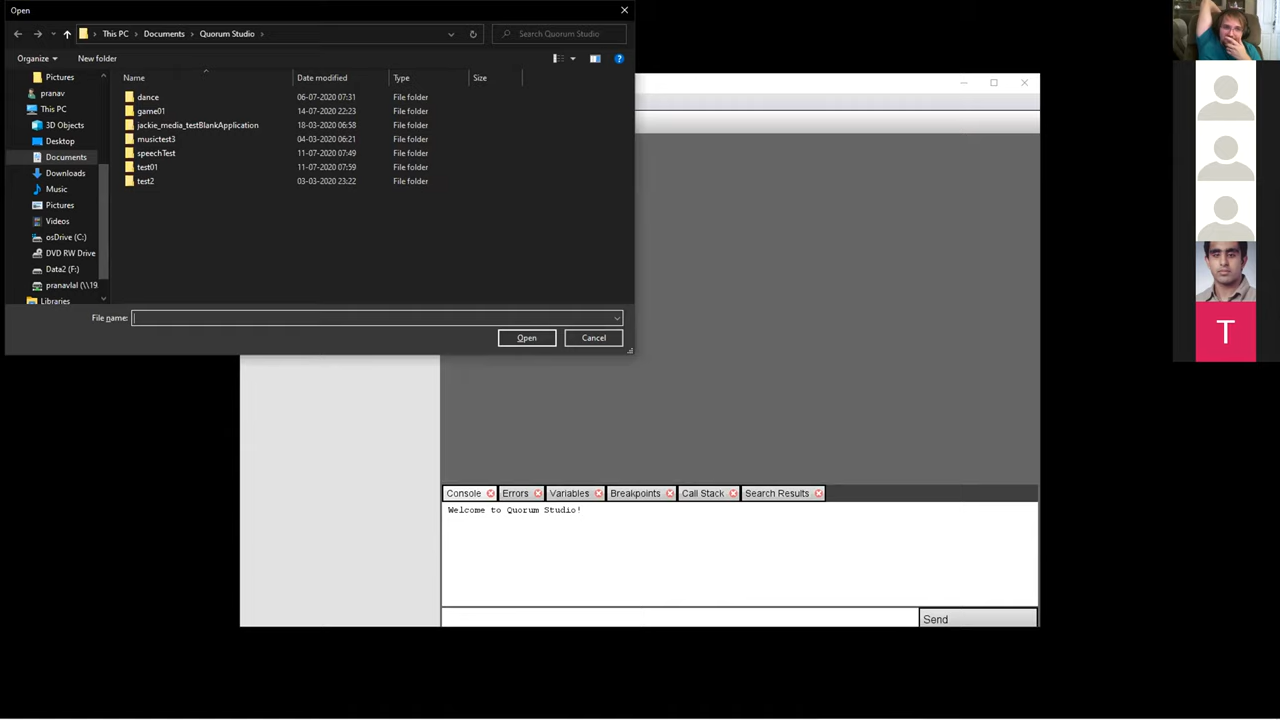 Open
This PC
Documents
Quorum Studio
Search Quorum Studio
Organize
New folder
Name
Date modified
Type
Size
Pictures
pranav
This PC
3D Objects
Desktop
Documents
Downloads
Music
Pictures
Videos
osDrive (C:)
DVD RW Drive
Data2 (F:)
pranavlal (\\19
Libraries
dance 06-07-2020 07:31 File folder
game01 14-07-2020 22:23 File folder
jackie_media_testBlankApplication 18-03-2020 06:58 File folder
musictest3 04-03-2020 06:21 File folder
speechTest 11-07-2020 07:49 File folder
test01 11-07-2020 07:59 File folder
test2 03-03-2020 23:22 File folder
File name:
Open
Cancel
Console
Errors
Variables
Breakpoints
Call Stack
Search Results
Welcome to Quorum Studio!
Send
T